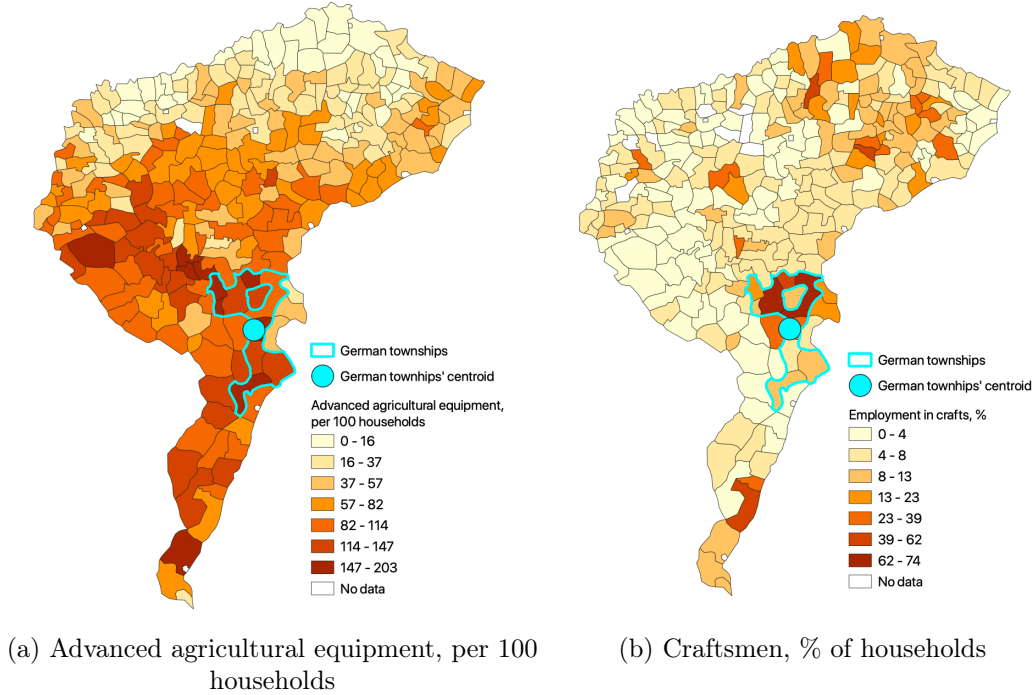 German townships
German townhips' centroid
Advanced agricultural equipment,
per 100 households
0 - 16
16 - 37
37 - 57
57 - 82
82 - 114
114 - 147
147 - 203
No data
German townships
German townhips' centroid
Employment in crafts, %
0 - 4
4 - 8
8 - 13
13 - 23
23 - 39
39 - 62
62 - 74
No data
(a) Advanced agricultural equipment, per 100
households
(b) Craftsmen, % of households